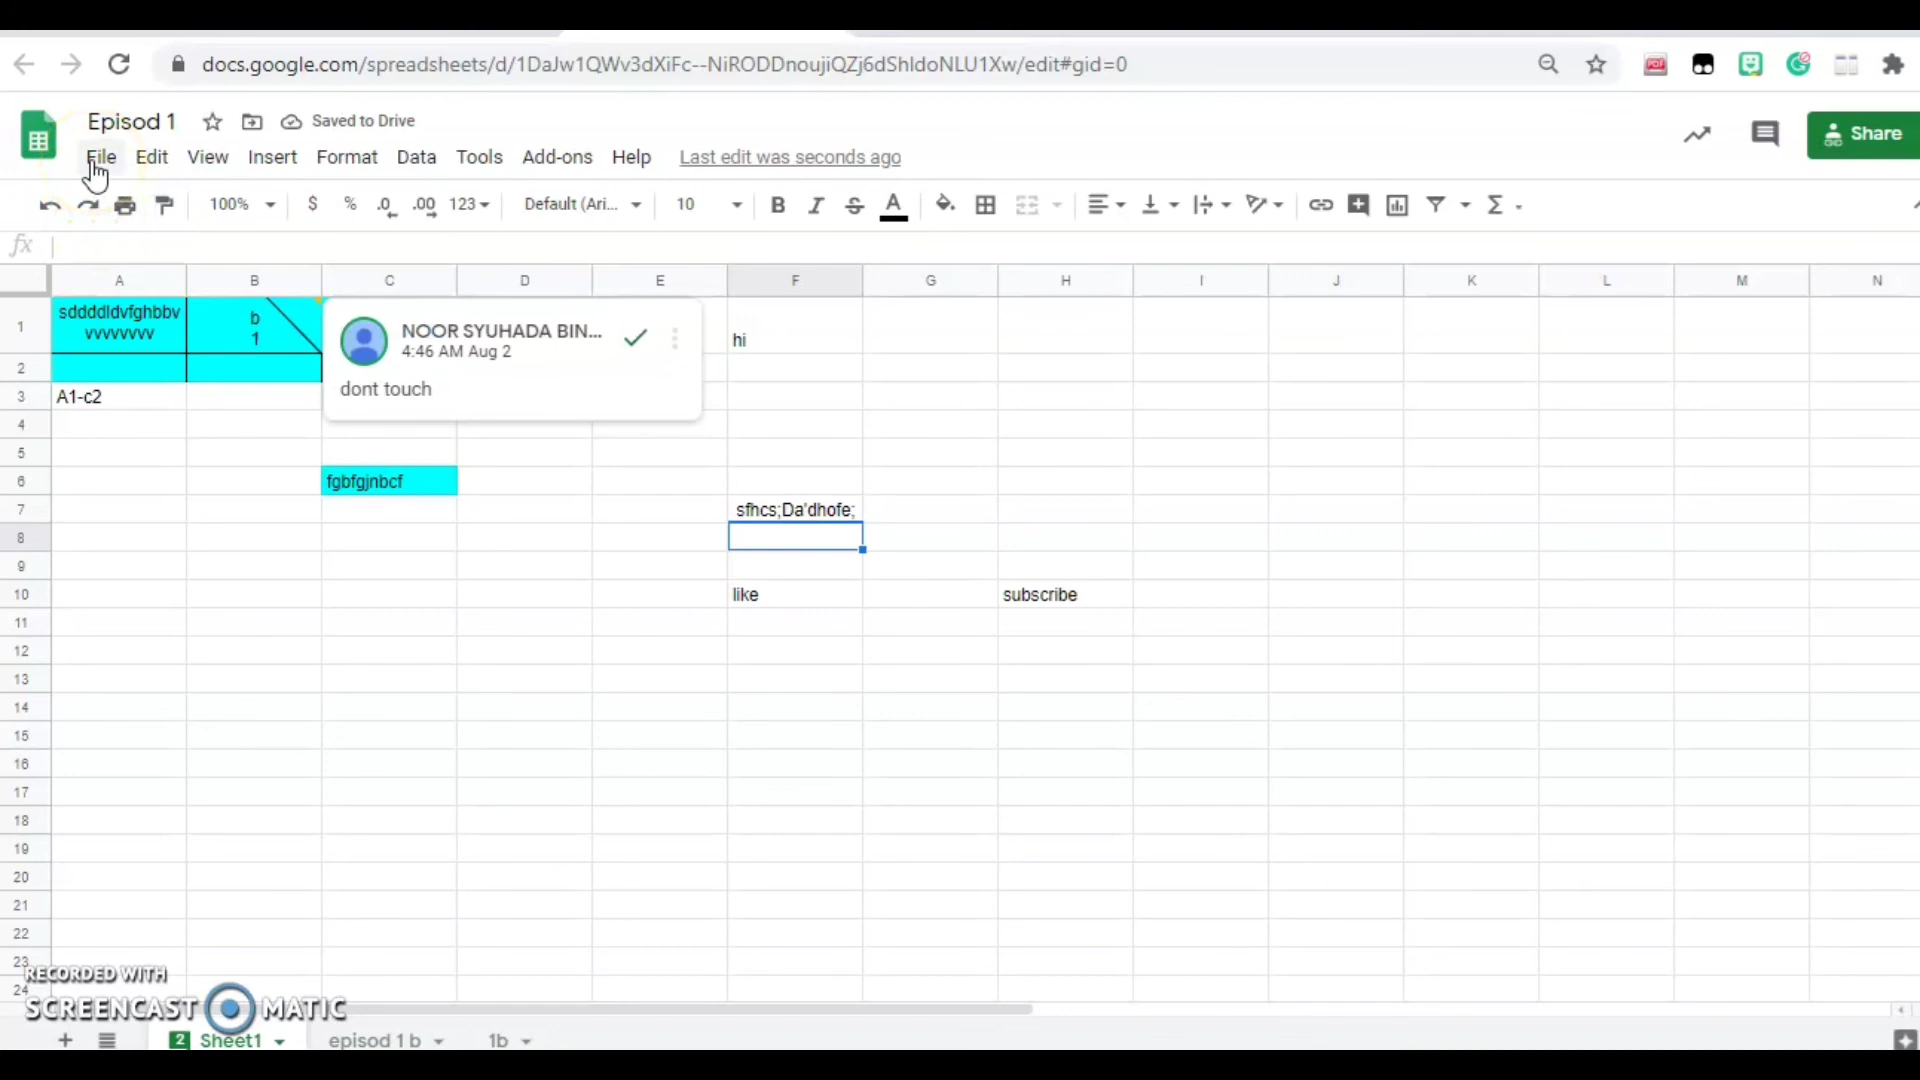 docs.google.com/spreadsheets/d/1DaJw1QWv3dXiFc--NiRODDnoujiQZj6dShldoNLU1Xw/edit#gid=0
Episod 1 Saved to Drive
File Edit View Insert Format Data Tools Add-ons Help Last edit was seconds ago
Share
100% $ % .0 .00 123 Default (Ari... 10 B I S A Σ
fx
A B C D E F G H I J K L M N
1 sddddldvfghbbv
vvvvvvvv
b
1
NOOR SYUHADA BIN...
4:46 AM Aug 2
dont touch
hi
2
3 A1-c2
4
5
6 fgbfgjnbcf
7 sfhcs;Da'dhofe;
8
9
10 like subscribe
11
12
13
14
15
16
17
18
19
20
21
22
23
24
RECORDED WITH
SCREENCAST MATIC
2 Sheet1 episod 1 b 1b